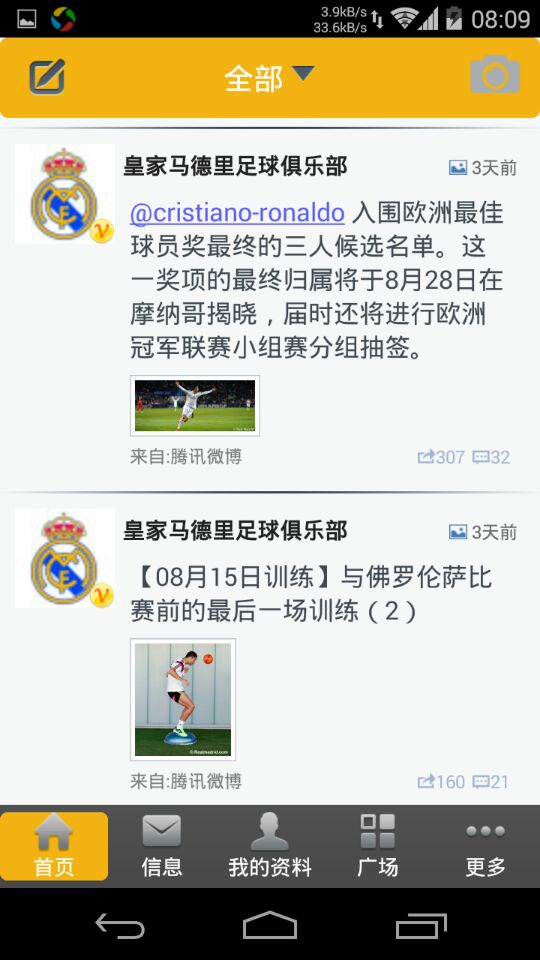 3.9kB/s
33.6kB/s
08:09
全部
皇家马德里足球俱乐部 3天前
@cristiano-ronaldo 入围欧洲最佳
球员奖最终的三人候选名单。这
一奖项的最终归属将于8月28日在
摩纳哥揭晓，届时还将进行欧洲
冠军联赛小组赛分组抽签。
来自:腾讯微博 307 32
皇家马德里足球俱乐部 3天前
【08月15日训练】与佛罗伦萨比
赛前的最后一场训练（2）
©Realmadrid.com
来自:腾讯微博 160 21
首页 信息 我的资料 广场 更多